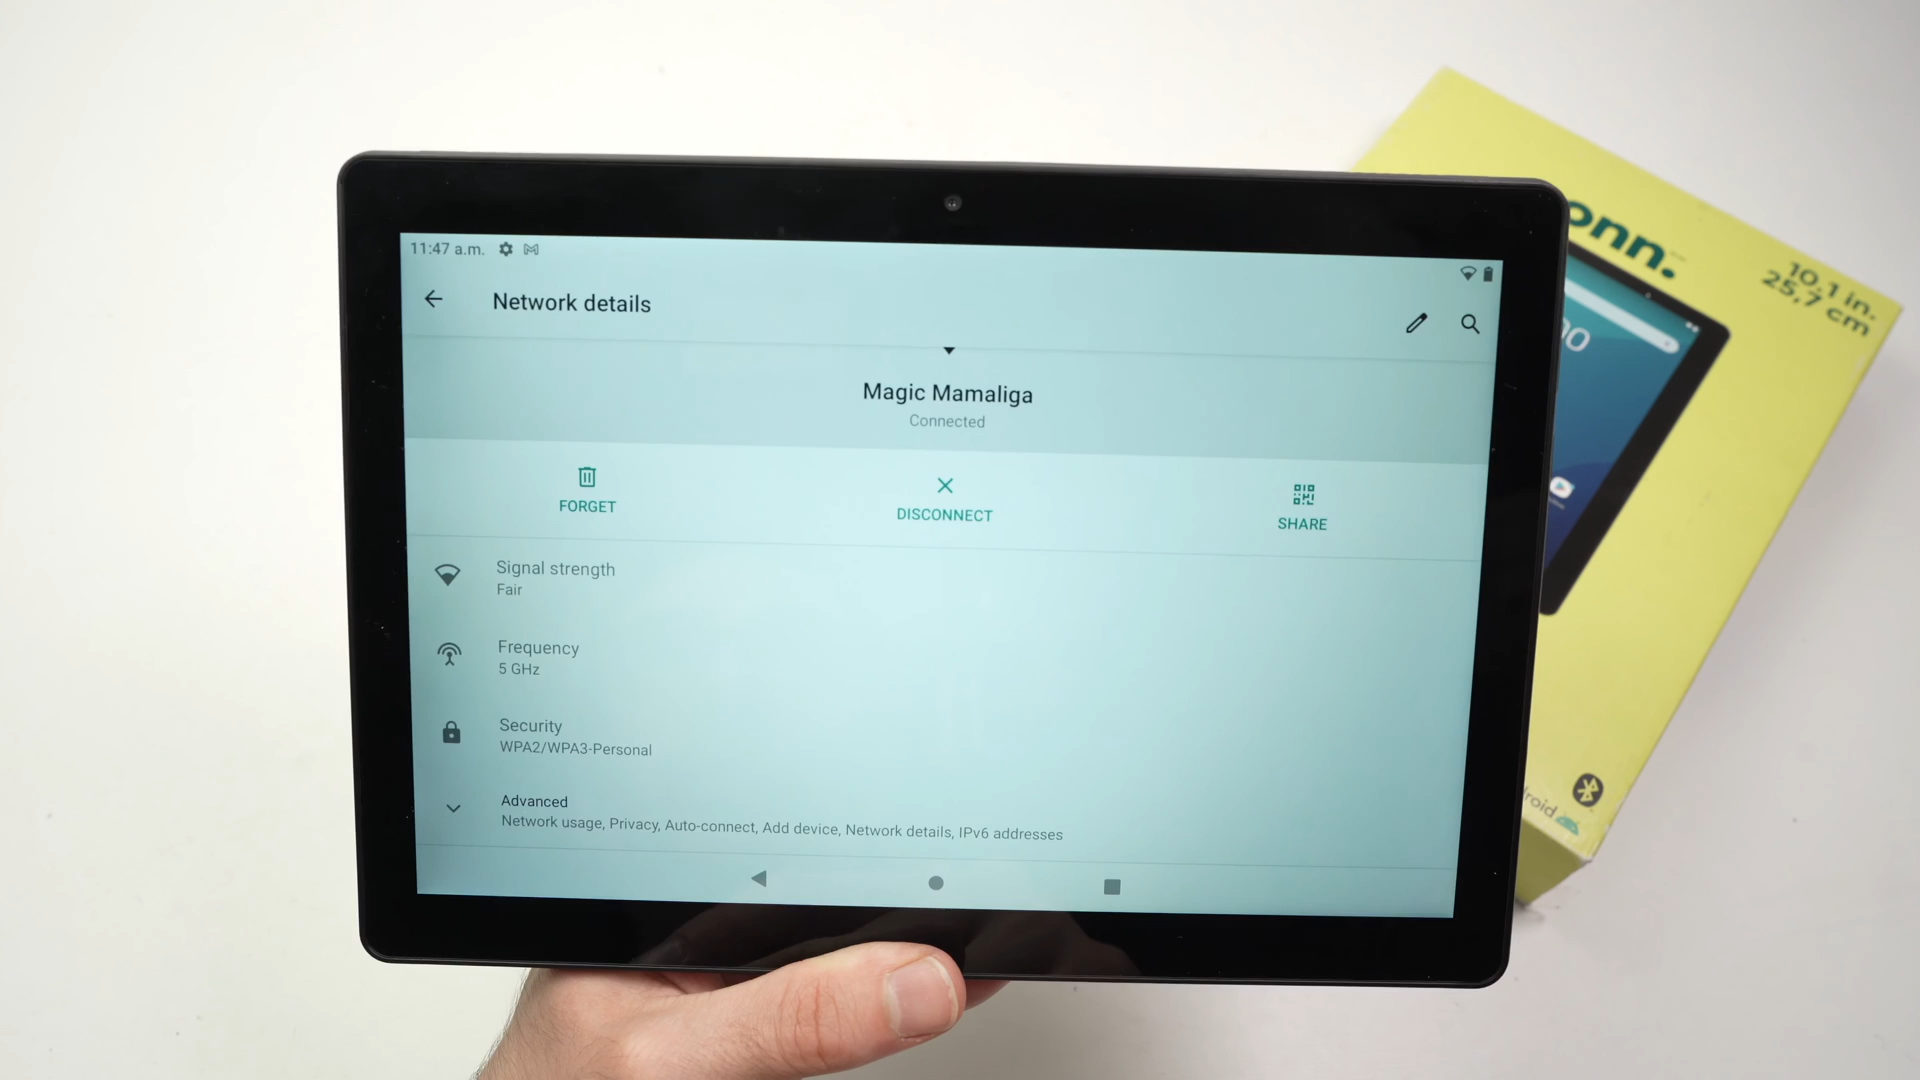 11:47 a.m.
Network details
Magic Mamaliga
Connected
FORGET
DISCONNECT
SHARE
Signal strength
Fair
Frequency
5 GHz
Security
WPA2/WPA3-Personal
Advanced
Network usage, Privacy, Auto-connect, Add device, Network details, IPv6 addresses
onn.
10.1 in.
25,7 cm
roid